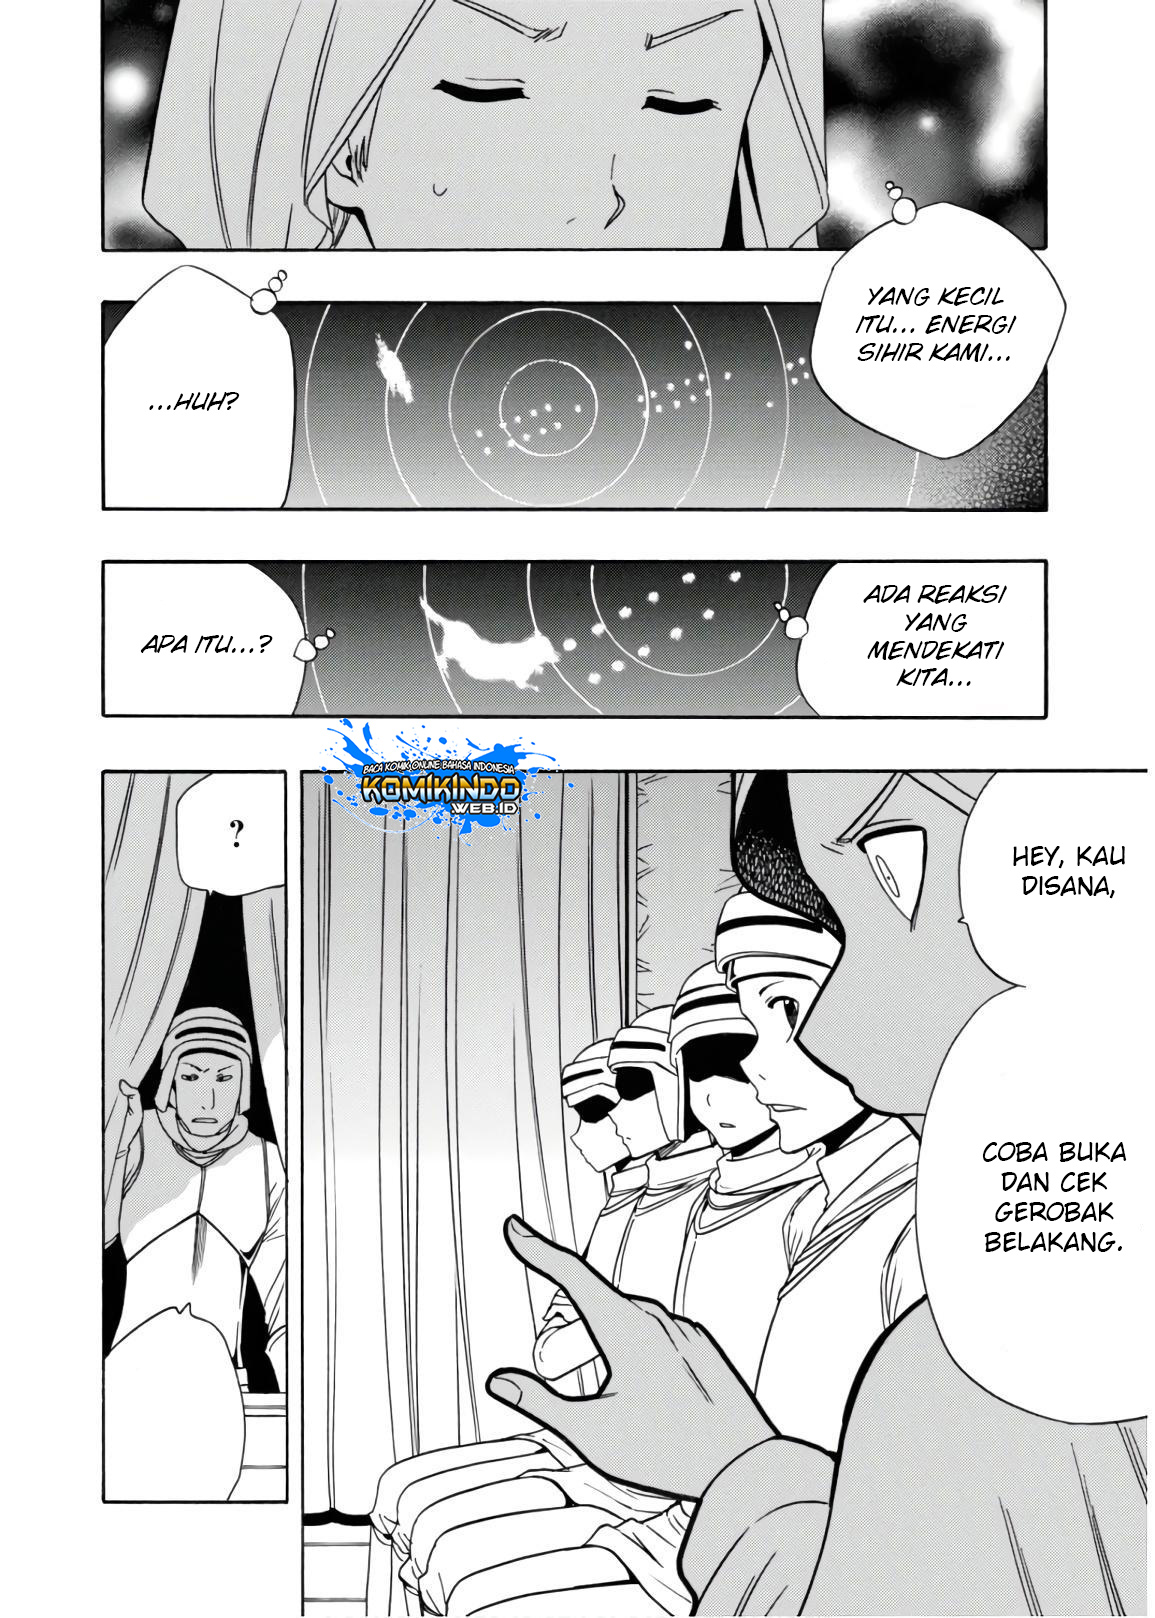 YANG KECIL
ITU... ENERGI
SIHIR KAMI...
...HUH?
ADA REAKSI
YANG
MENDEKATI
KITA...
APA ITU...?
BACA KOMIK ONLINE BAHASA INDONESIA
KOMIKINDO
.WEB.ID
HEY, KAU
DISANA,
COBA BUKA
DAN CEK
GEROBAK
BELAKANG.
?